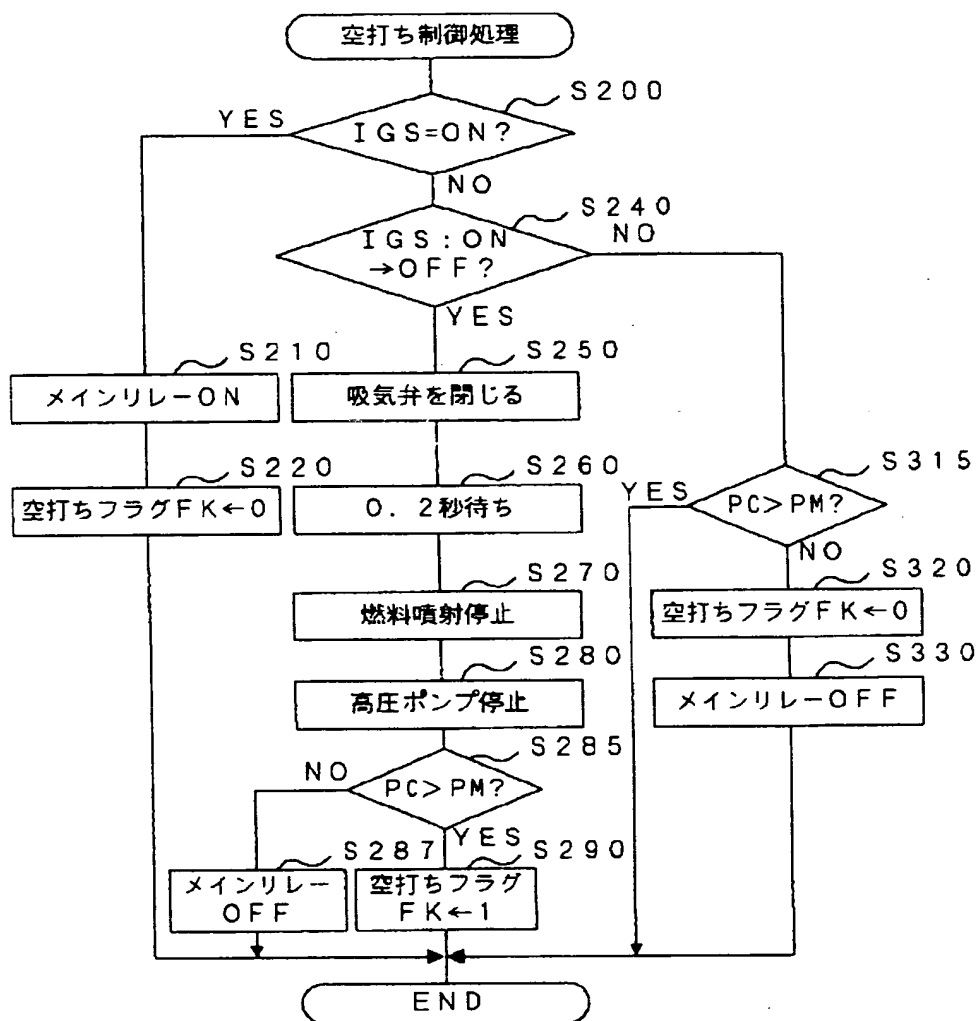 空打ち制御処理
S200
YES
IGS=ON?
NO
S240
IGS:ON
→OFF?
NO
YES
S210
メインリレーON
S250
吸気弁を閉じる
S220
空打ちフラグFK←0
S260
0.2秒待ち
S315
YES
PC>PM?
NO
S270
燃料噴射停止
S320
空打ちフラグFK←0
S280
高圧ポンプ停止
S330
メインリレーOFF
S285
NO
PC>PM?
YES
S287
メインリレー
OFF
S290
空打ちフラグ
FK←1
END